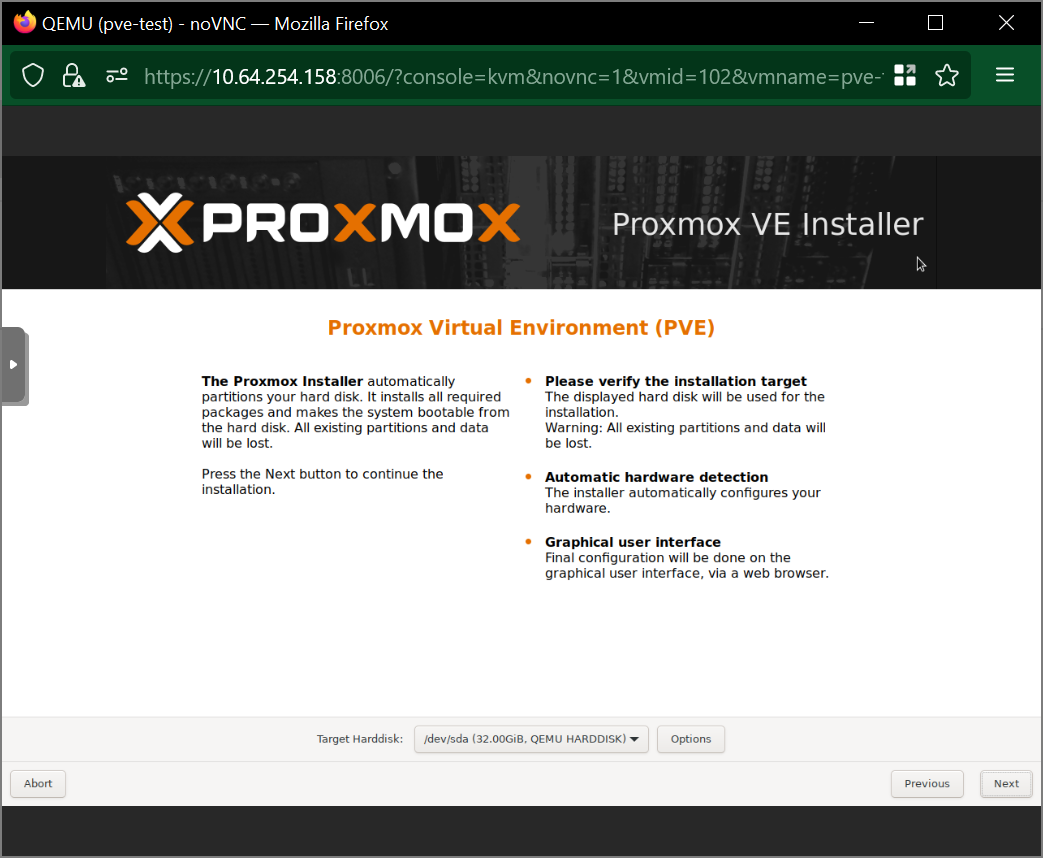 QEMU (pve-test) - noVNC — Mozilla Firefox
https://10.64.254.158:8006/?console=kvm&novnc=1&vmid=102&vmname=pve-
PROXMOX
Proxmox VE Installer
Proxmox Virtual Environment (PVE)
The Proxmox Installer automatically
partitions your hard disk. It installs all required
packages and makes the system bootable from
the hard disk. All existing partitions and data
will be lost.
Press the Next button to continue the
installation.
Please verify the installation target
The displayed hard disk will be used for the
installation.
Warning: All existing partitions and data will
be lost.
Automatic hardware detection
The installer automatically configures your
hardware.
Graphical user interface
Final configuration will be done on the
graphical user interface, via a web browser.
Target Harddisk: /dev/sda (32.00GiB, QEMU HARDDISK) Options
Abort Previous Next